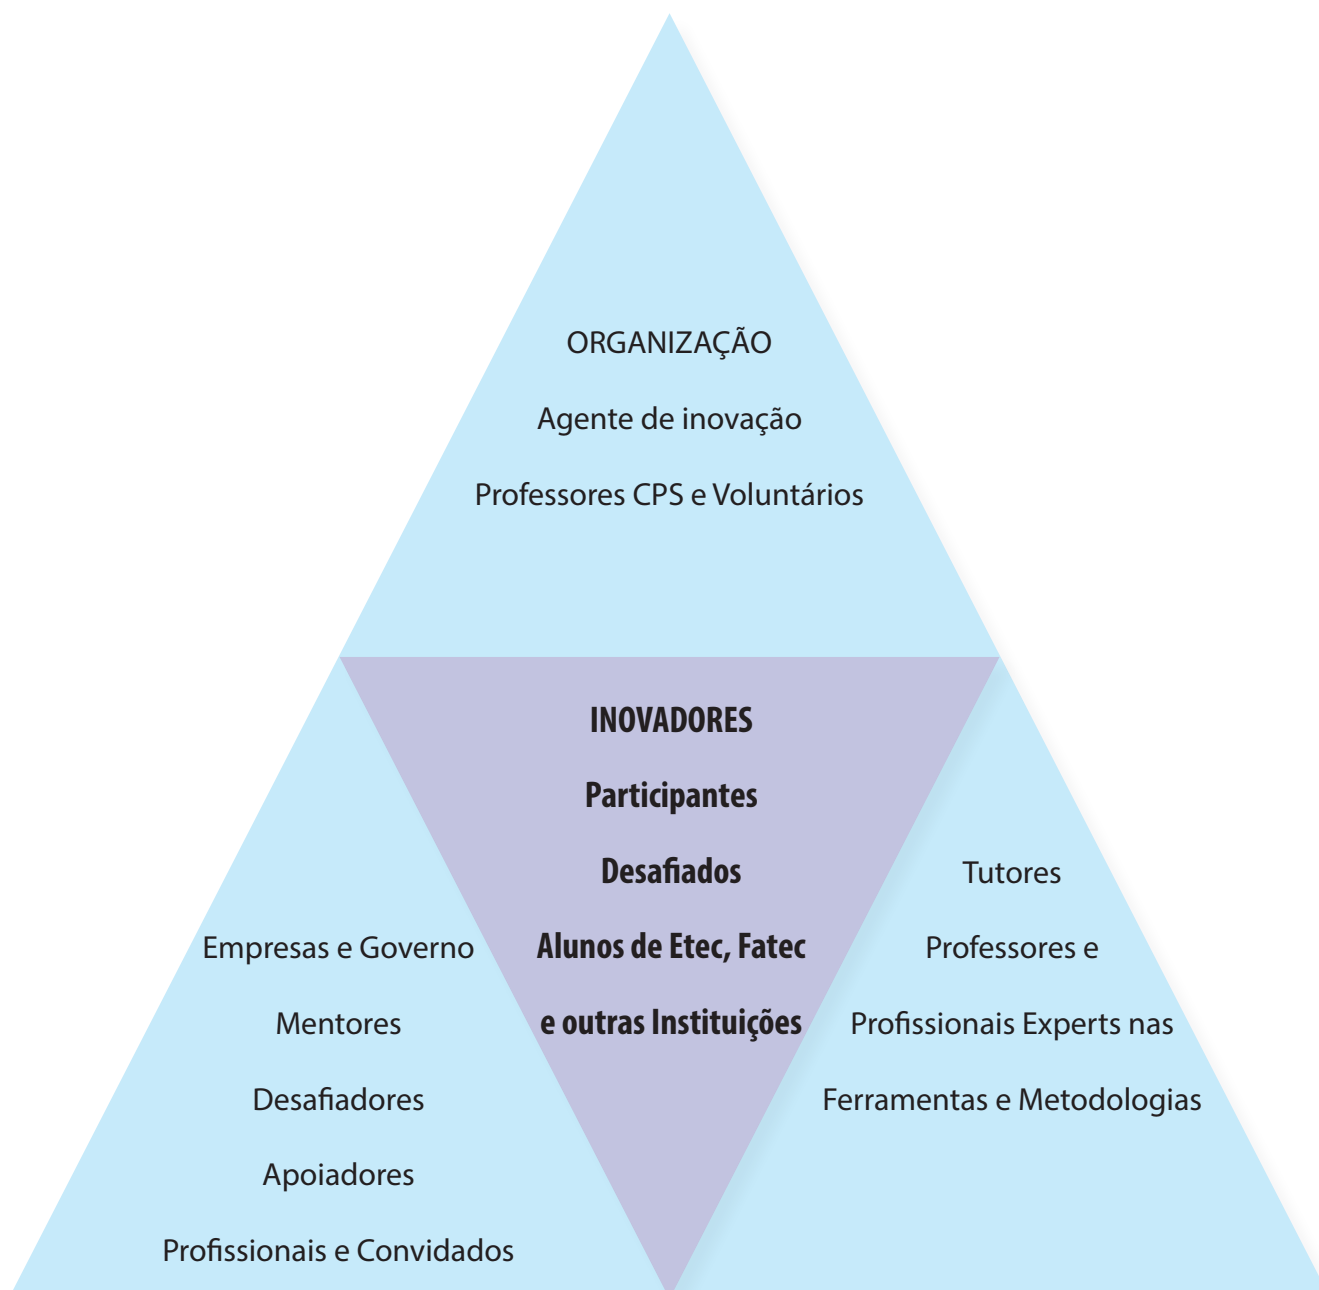 ORGANIZAÇÃO
Agente de inovação
Professores CPS e Voluntários
INOVADORES
Participantes
Desafiados
Alunos de Etec, Fatec
e outras Instituições
Empresas e Governo
Mentores
Desafiadores
Apoiadores
Profissionais e Convidados
Tutores
Professores e
Profissionais Experts nas
Ferramentas e Metodologias